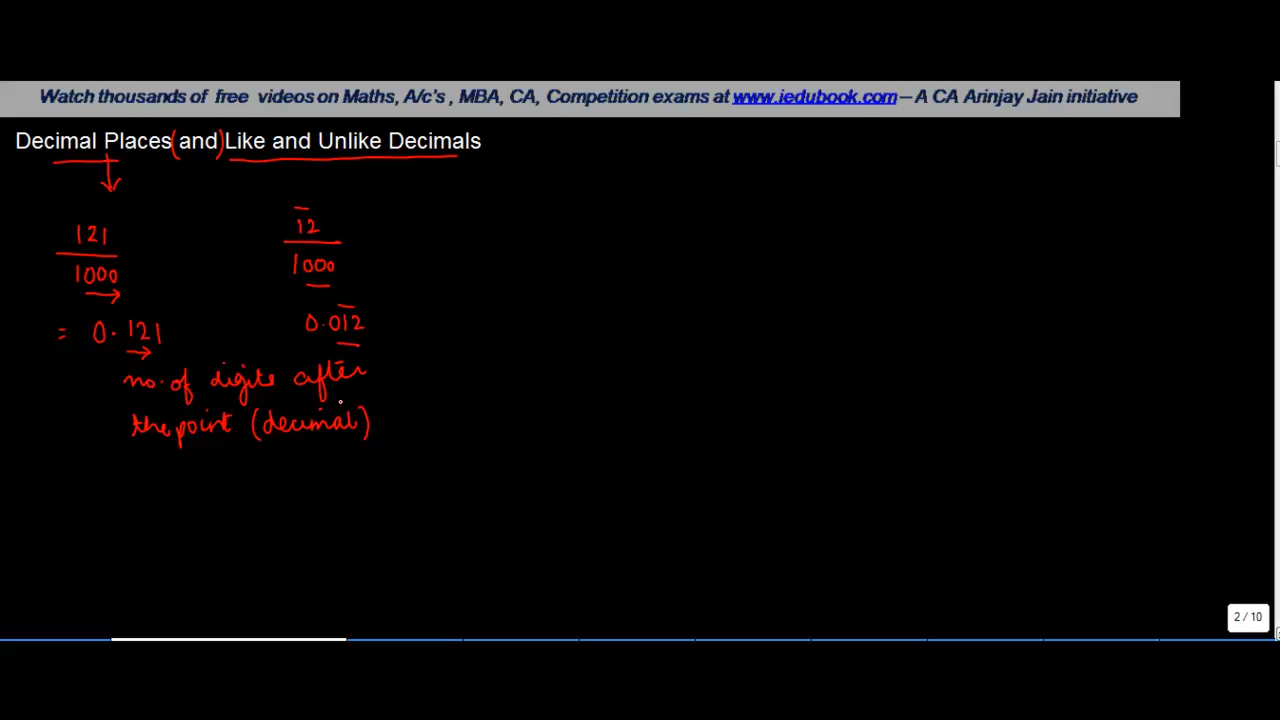 Watch thousands of free videos on Maths, A/c's , MBA, CA, Competition exams at www.iedubook.com – A CA Arinjay Jain initiative
Decimal Places (and) Like and Unlike Decimals
121
1000
= 0.121
12
1000
0.012
no. of digits after
the point (decimal)
2 / 10